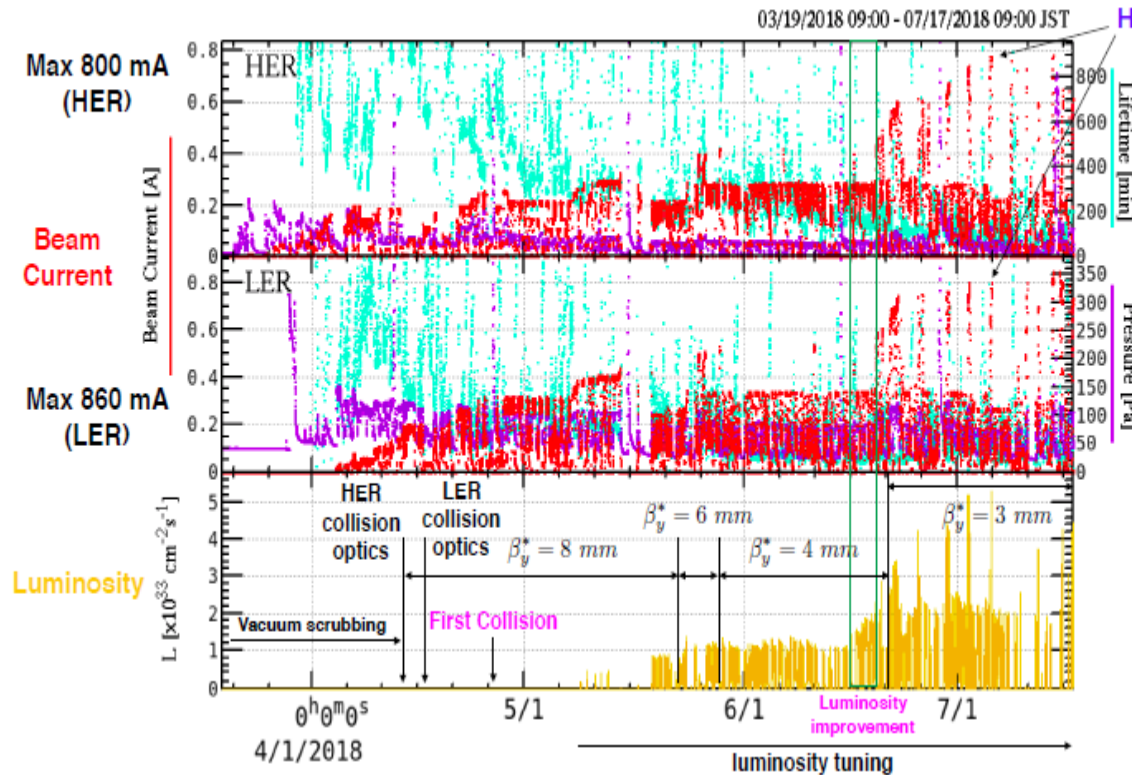 03/19/2018 09:00 - 07/17/2018 09:00 JST
H
Max 800 mA
(HER)
HER
0.8
0.6
0.4
0.2
0
800
600
400
200
0
Lifetime [min]
Beam Current [A]
Beam
Current
LER
0.8
0.6
0.4
0.2
0
350
300
250
200
150
100
50
Max 860 mA
(LER)
HER
collision
optics
LER
collision
optics
β*y = 6 mm
β*y = 3 mm
β*y = 8 mm
β*y = 4 mm
Luminosity
L [x10³³ cm⁻²s⁻¹]
5
4
3
2
1
0
Vacuum scrubbing
First Collision
0ʰ0ᵐ0ˢ
5/1
6/1
7/1
4/1/2018
Luminosity
improvement
luminosity tuning